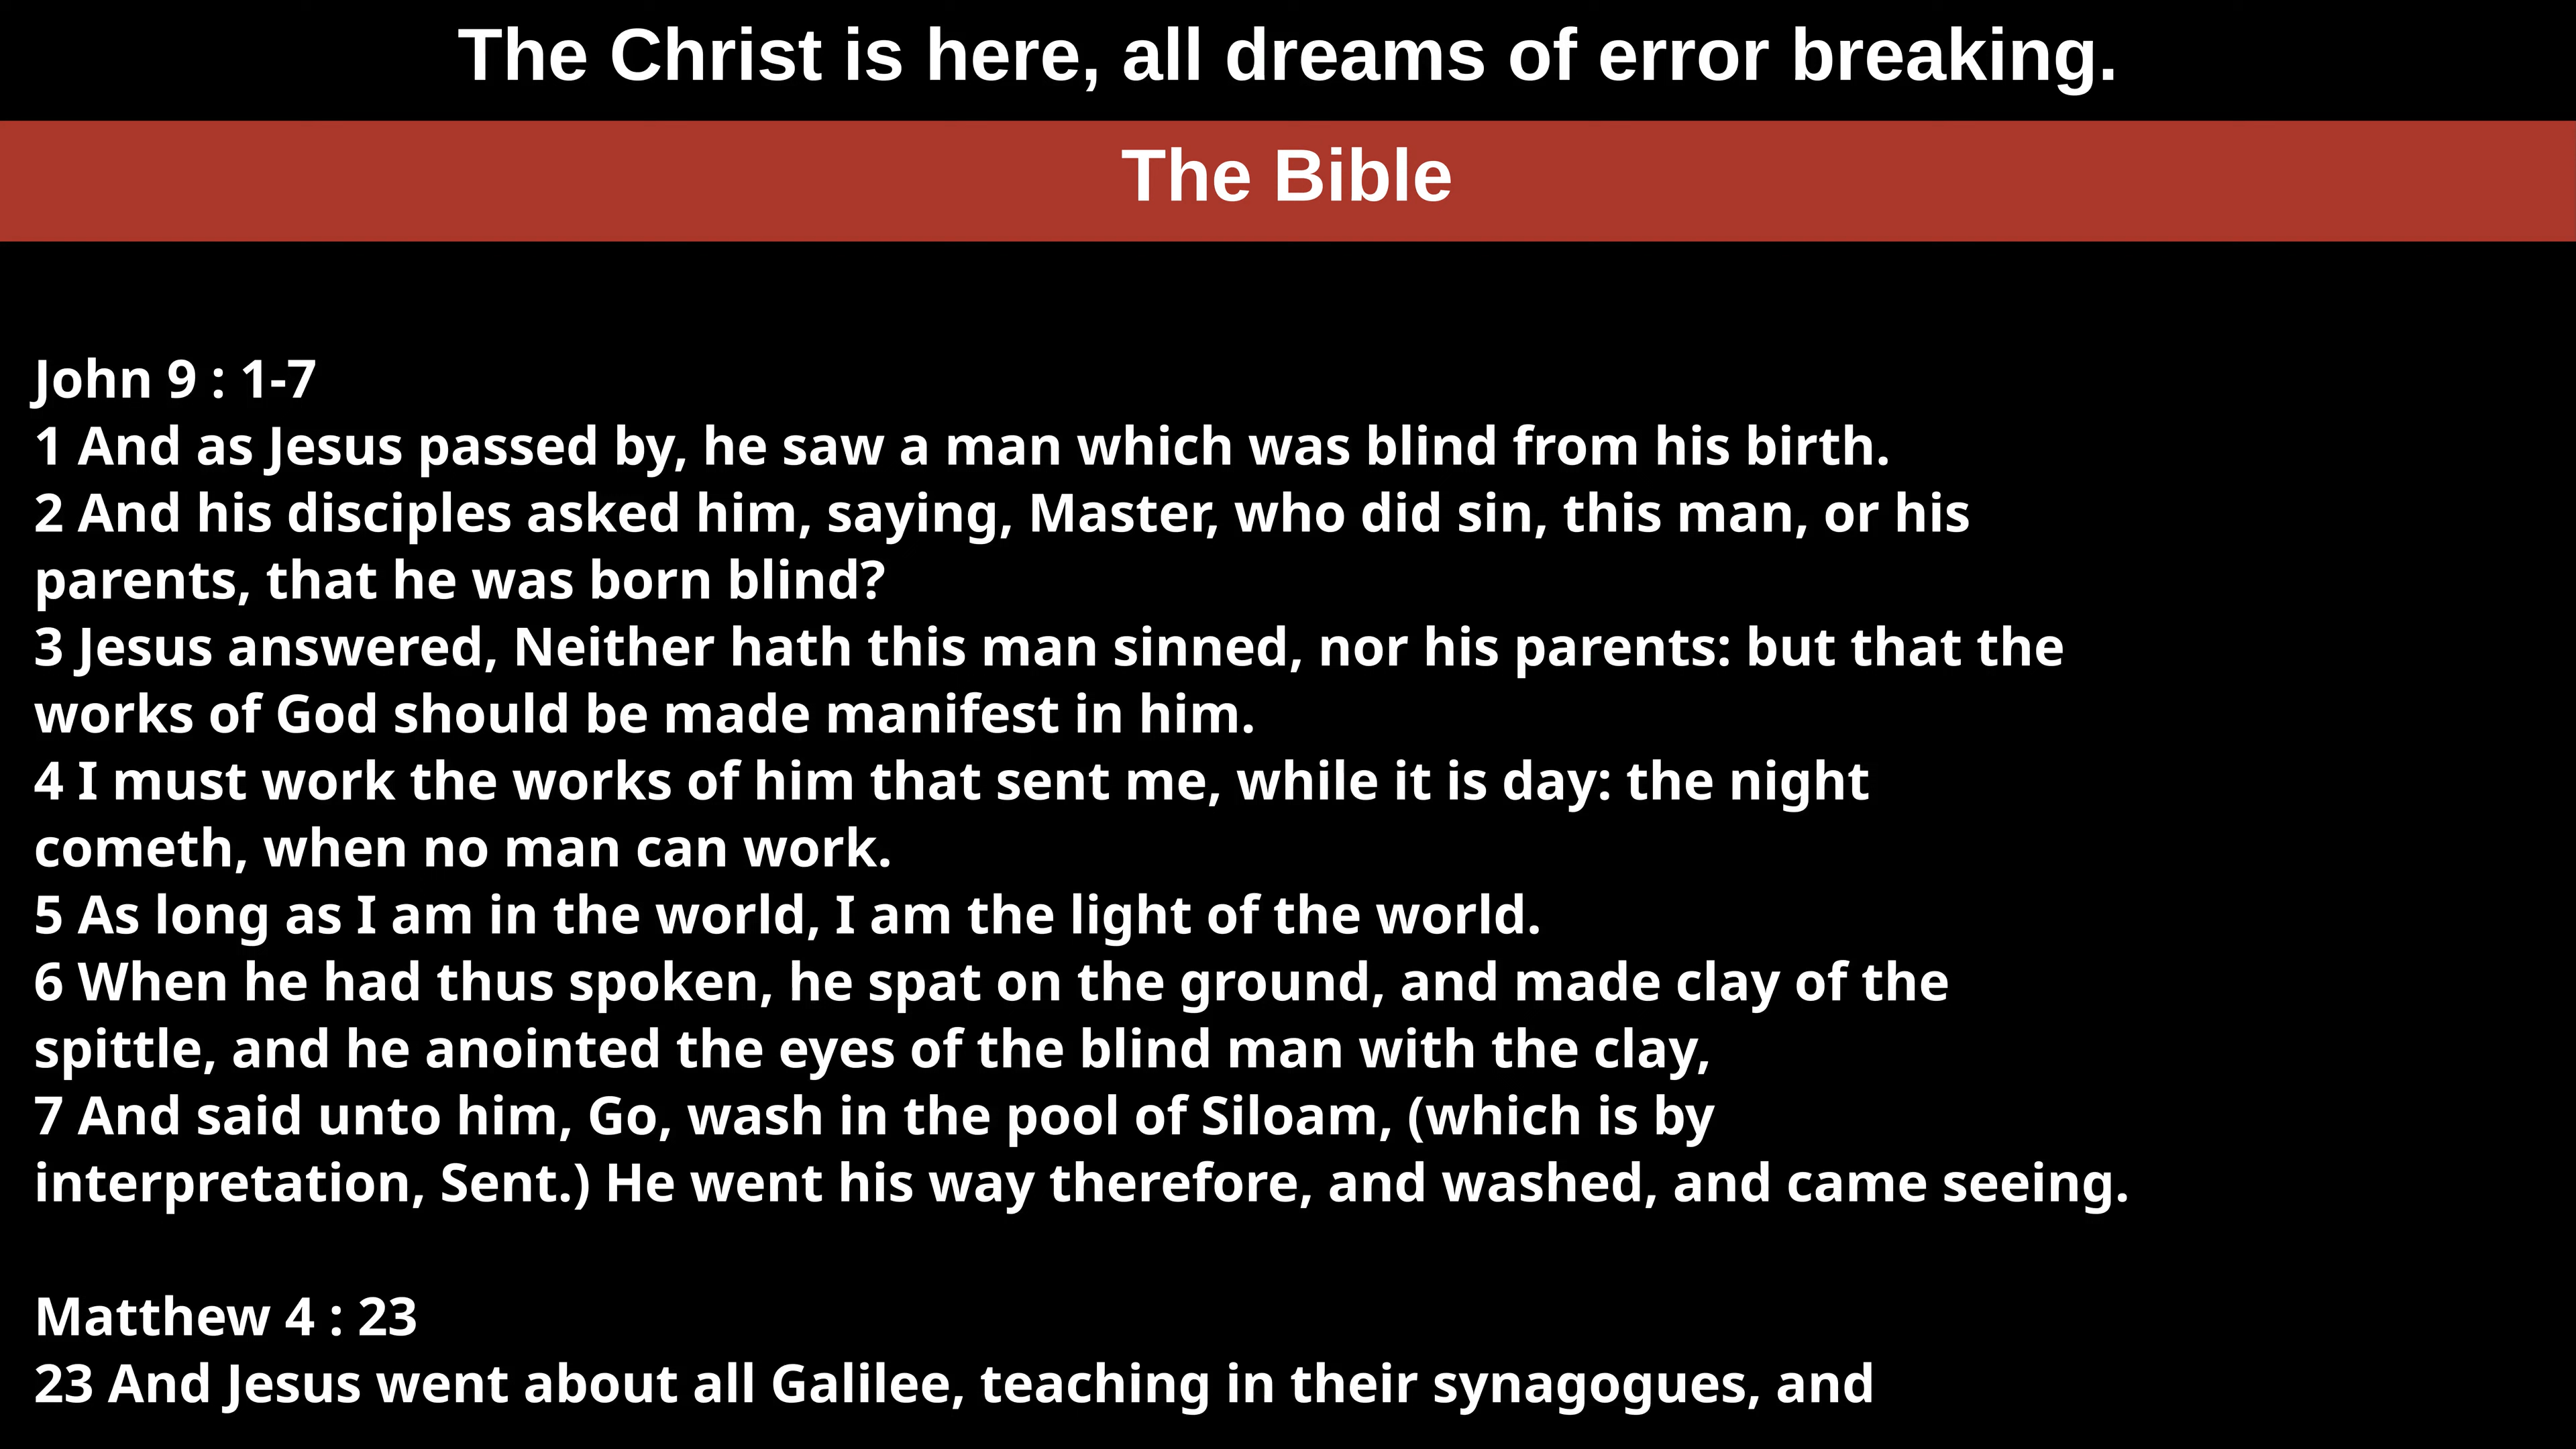 The Christ is here, all dreams of error breaking.
The Bible
John 9 : 1-7
1 And as Jesus passed by, he saw a man which was blind from his birth.
2 And his disciples asked him, saying, Master, who did sin, this man, or his
parents, that he was born blind?
3 Jesus answered, Neither hath this man sinned, nor his parents: but that the
works of God should be made manifest in him.
4 I must work the works of him that sent me, while it is day: the night
cometh, when no man can work.
5 As long as I am in the world, I am the light of the world.
6 When he had thus spoken, he spat on the ground, and made clay of the
spittle, and he anointed the eyes of the blind man with the clay,
7 And said unto him, Go, wash in the pool of Siloam, (which is by
interpretation, Sent.) He went his way therefore, and washed, and came seeing.
Matthew 4 : 23
23 And Jesus went about all Galilee, teaching in their synagogues, and